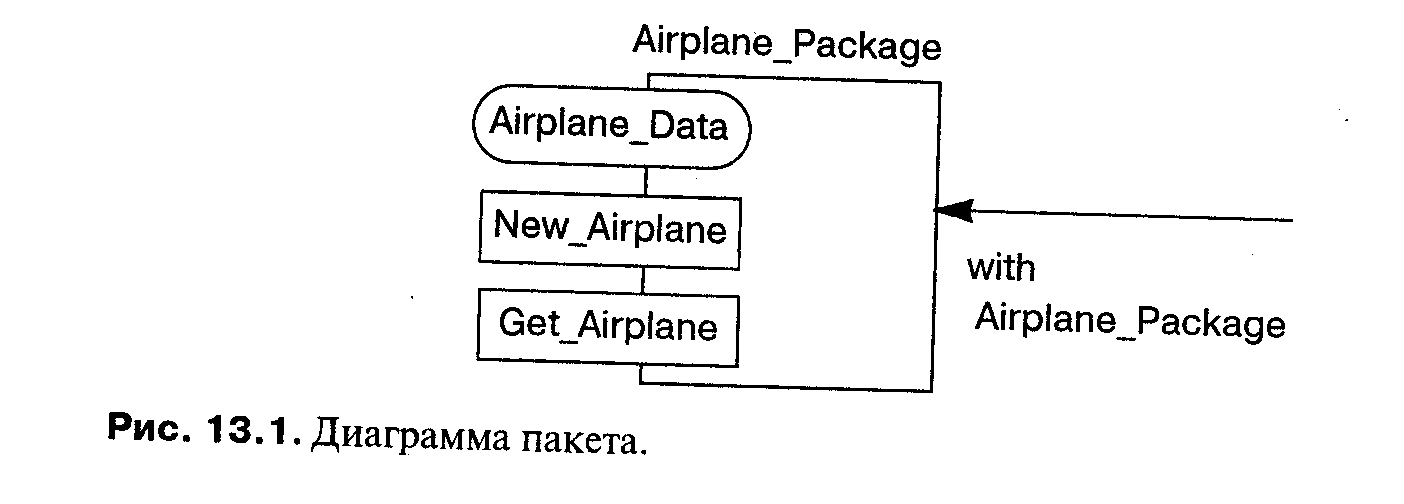 Airplane_Package
Airplane_Data
New_Airplane
Get_Airplane
with
Airplane_Package
Рис. 13.1. Диаграмма пакета.